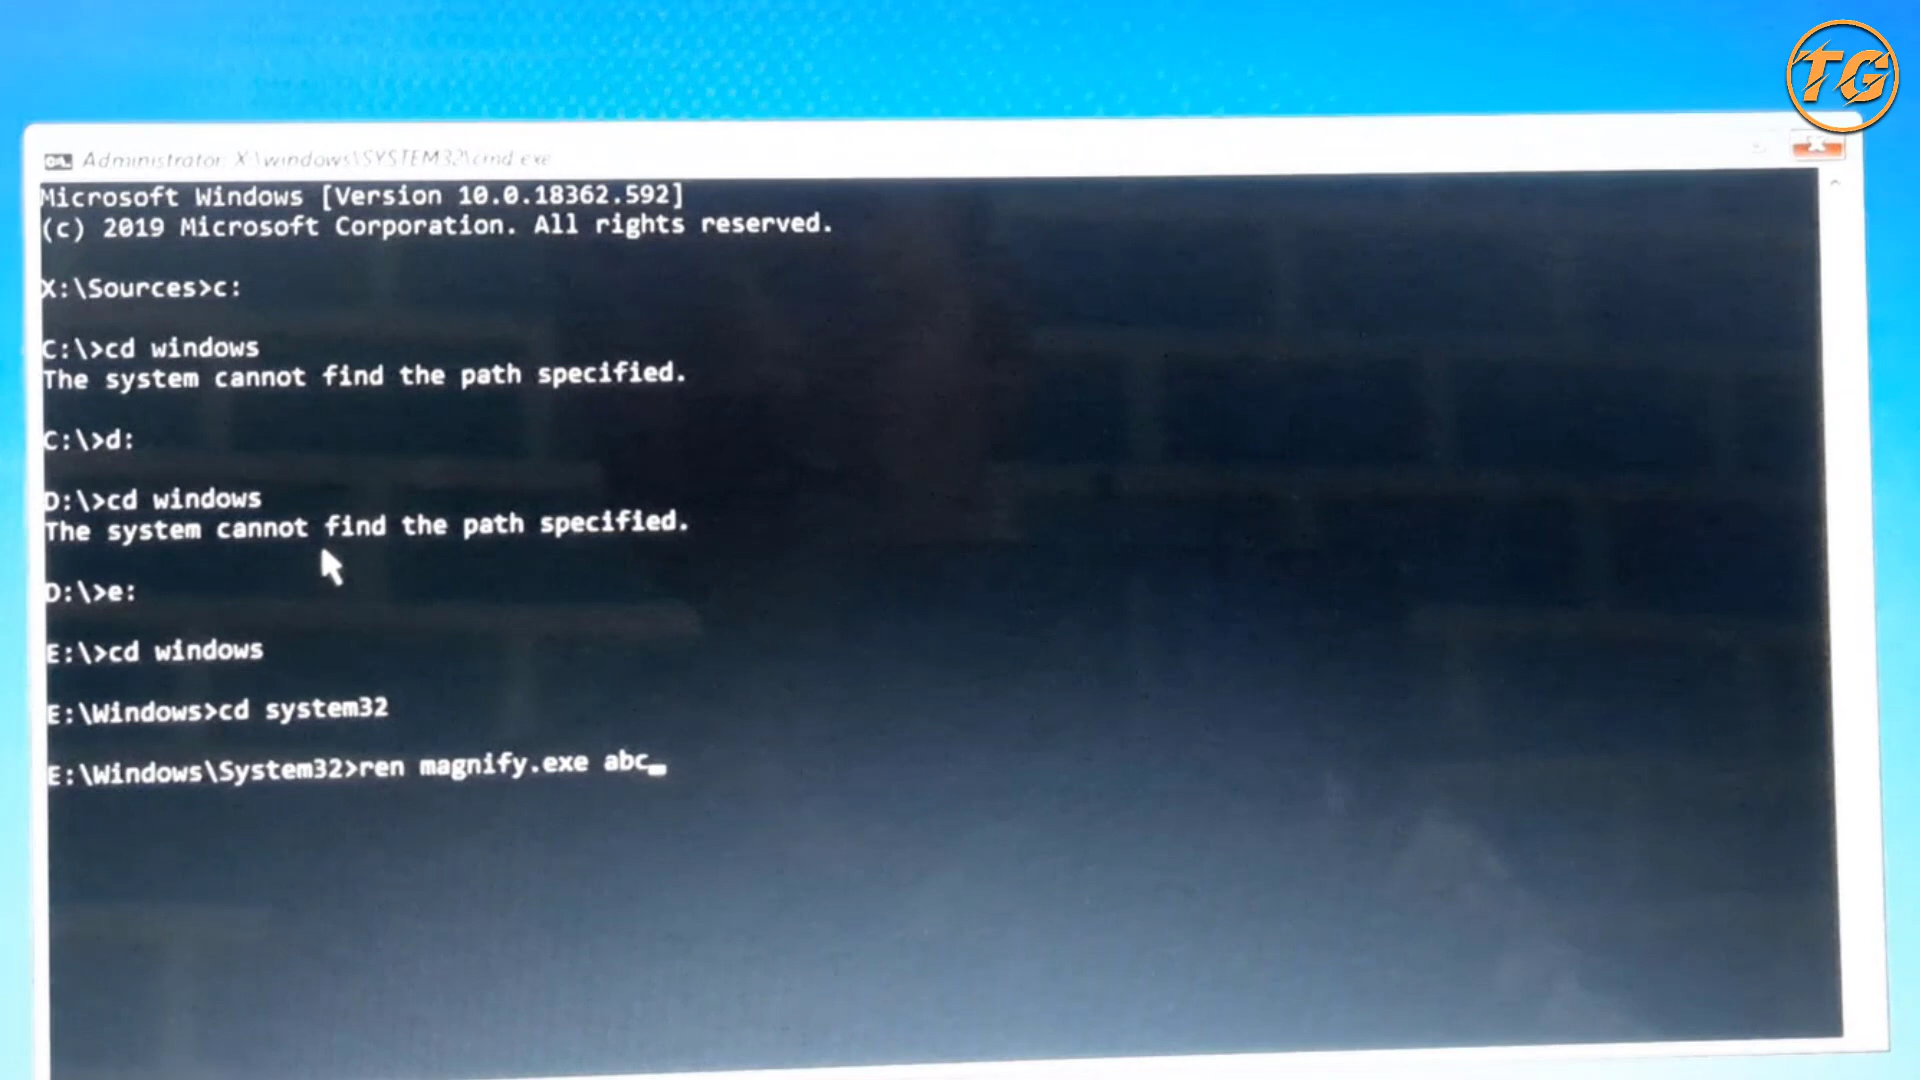 TG
Administrator: X:\windows\SYSTEM32\cmd.exe
Microsoft Windows [Version 10.0.18362.592]
(c) 2019 Microsoft Corporation. All rights reserved.
X:\Sources>c:
C:\>cd windows
The system cannot find the path specified.
C:\>d:
D:\>cd windows
The system cannot find the path specified.
D:\>e:
E:\>cd windows
E:\Windows>cd system32
E:\Windows\System32>ren magnify.exe abc